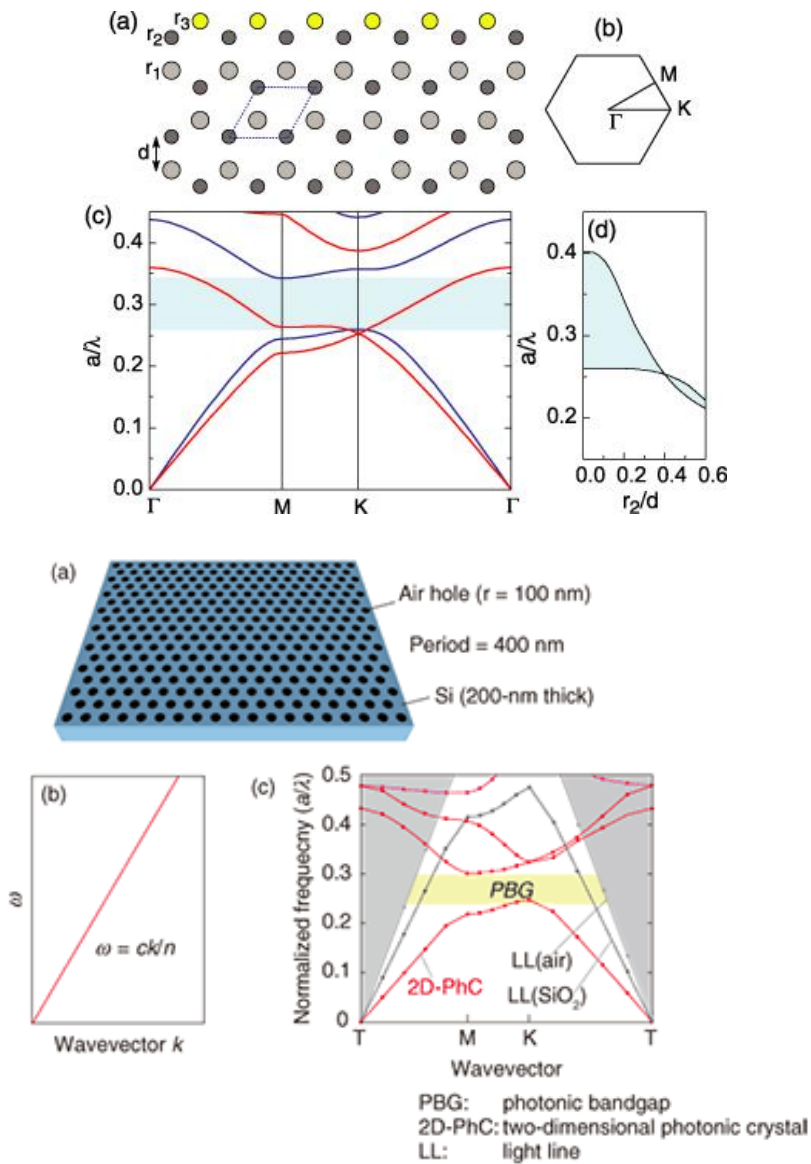 (a)
r3
r2
r1
d
(b)
M
Γ
K
(c)
a/λ
0.4
0.3
0.2
0.1
0.0
Γ
M
K
Γ
(d)
a/λ
0.4
0.3
0.2
0.0 0.2 0.4 0.6
r2/d
(a)
Air hole (r = 100 nm)
Period = 400 nm
Si (200-nm thick)
(b)
ω
ω = ck/n
Wavevector k
(c)
Normalized frequecny (a/λ)
0.5
0.4
0.3
0.2
0.1
0
PBG
LL(air)
2D-PhC
LL(SiO2)
T
M
K
T
Wavevector
PBG: photonic bandgap
2D-PhC: two-dimensional photonic crystal
LL: light line